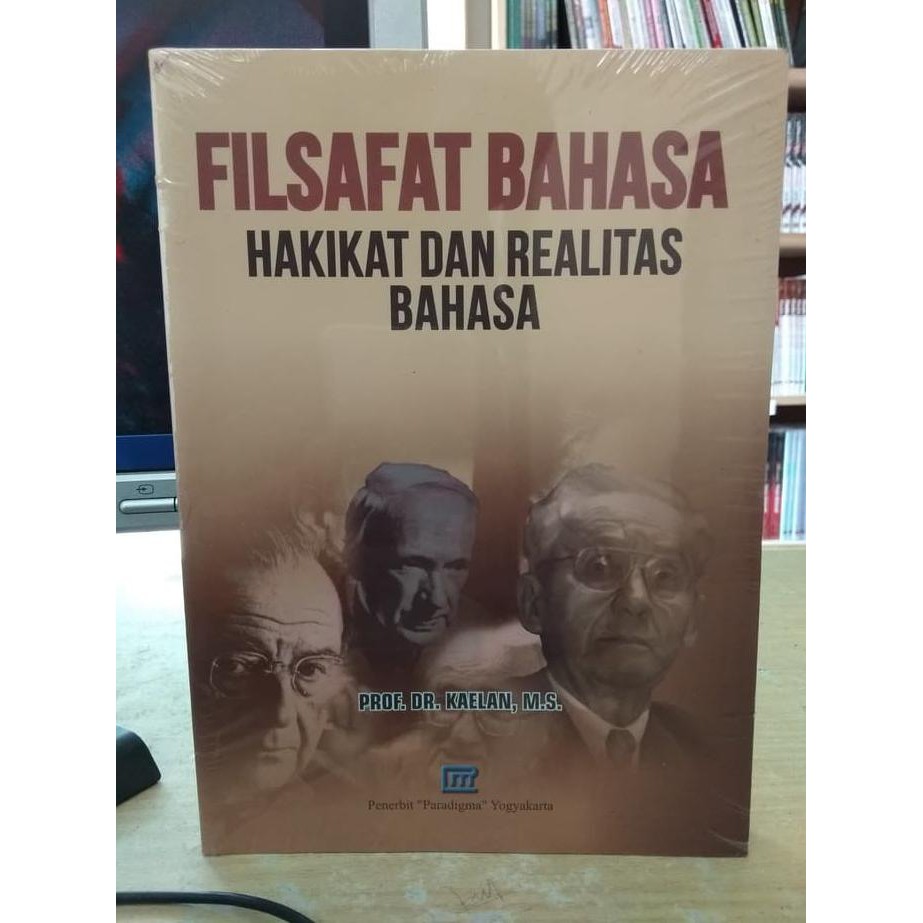 FILSAFAT BAHASA
HAKIKAT DAN REALITAS
BAHASA
PROF. DR. KAELAN, M.S.
Penerbit "Paradigma" Yogyakarta